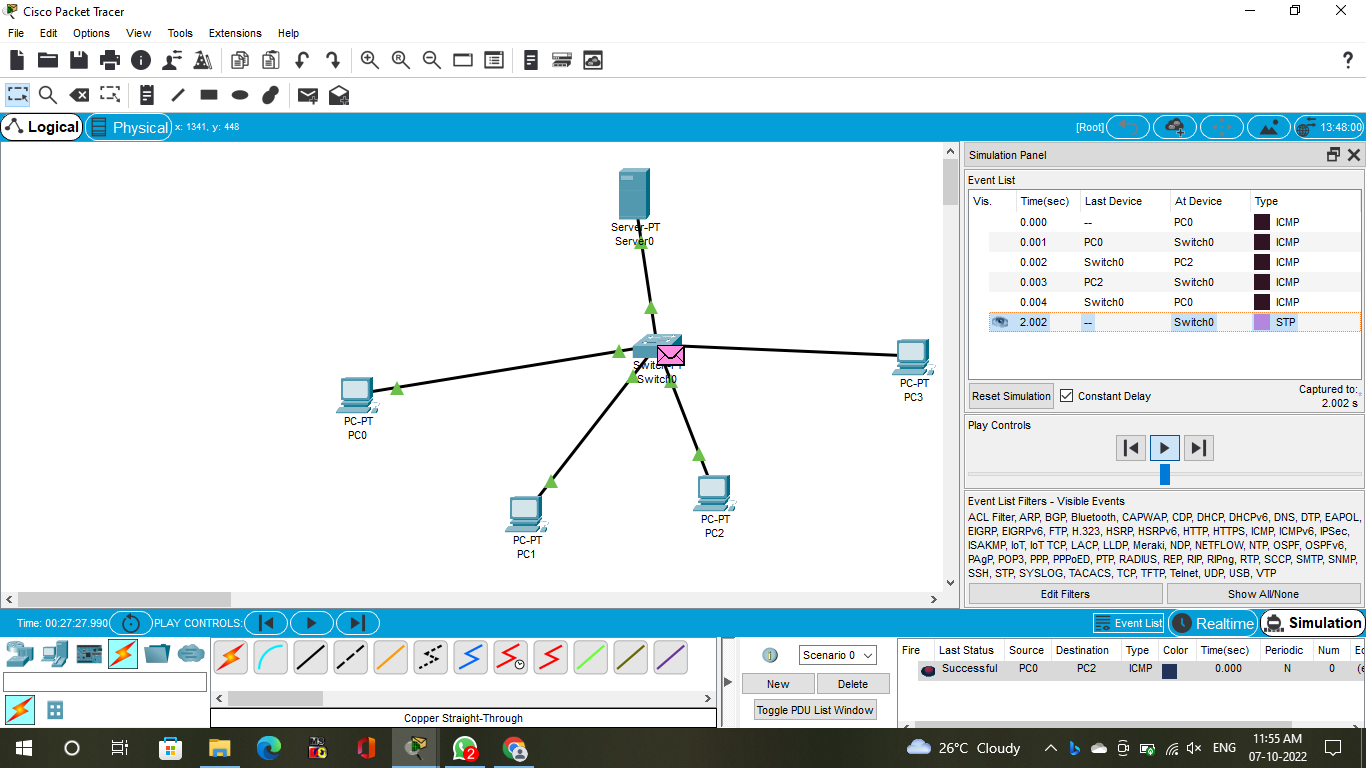 Cisco Packet Tracer
File Edit Options View Tools Extensions Help
?
Logical Physical x: 1341, y: 448 [Root] 13:48:00
Server-PT
Server0
Switch0
PC-PT
PC3
PC-PT
PC0
PC-PT
PC2
PC-PT
PC1
Simulation Panel
Event List
Vis. Time(sec) Last Device At Device Type
0.000 -- PC0 ICMP
0.001 PC0 Switch0 ICMP
0.002 Switch0 PC2 ICMP
0.003 PC2 Switch0 ICMP
0.004 Switch0 PC0 ICMP
2.002 -- Switch0 STP
Reset Simulation Constant Delay Captured to:
2.002 s
Play Controls
Event List Filters - Visible Events
ACL Filter, ARP, BGP, Bluetooth, CAPWAP, CDP, DHCP, DHCPv6, DNS, DTP, EAPOL,
EIGRP, EIGRPv6, FTP, H.323, HSRP, HSRPv6, HTTP, HTTPS, ICMP, ICMPv6, IPSec,
ISAKMP, IoT, IoT TCP, LACP, LLDP, Meraki, NDP, NETFLOW, NTP, OSPF, OSPFv6,
PAgP, POP3, PPP, PPPoED, PTP, RADIUS, REP, RIP, RIPng, RTP, SCCP, SMTP, SNMP,
SSH, STP, SYSLOG, TACACS, TCP, TFTP, Telnet, UDP, USB, VTP
Edit Filters Show All/None
Time: 00:27:27.990 PLAY CONTROLS: Event List Realtime Simulation
Scenario 0
New Delete
Toggle PDU List Window
Fire Last Status Source Destination Type Color Time(sec) Periodic Num Ec
Successful PC0 PC2 ICMP 0.000 N 0 (e
Copper Straight-Through
2
26°C Cloudy ENG 11:55 AM
07-10-2022